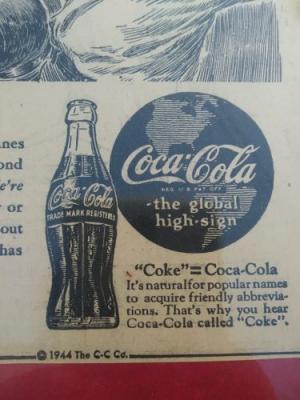 nes
ond
e're
or
out
has
Coca-Cola
TRADE MARK REGISTERED
Coca-Cola
REG U S PAT OFF
-the global
high-sign
"Coke"= Coca-Cola
It's natural for popular names
to acquire friendly abbrevia-
tions. That's why you hear
Coca-Cola called "Coke".
© 1944 The C-C Co.